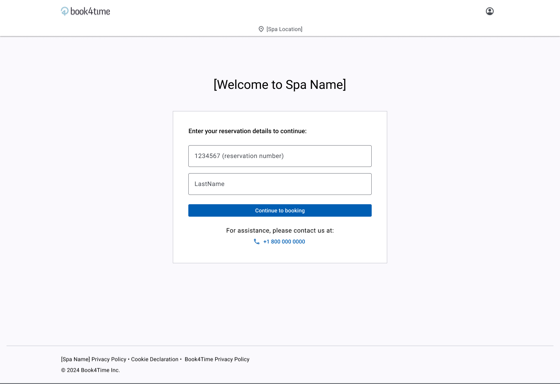 book4time
[Spa Location]
[Welcome to Spa Name]
Enter your reservation details to continue:
1234567 (reservation number)
LastName
Continue to booking
For assistance, please contact us at:
+1 800 000 0000
[Spa Name] Privacy Policy • Cookie Declaration • Book4Time Privacy Policy
© 2024 Book4Time Inc.